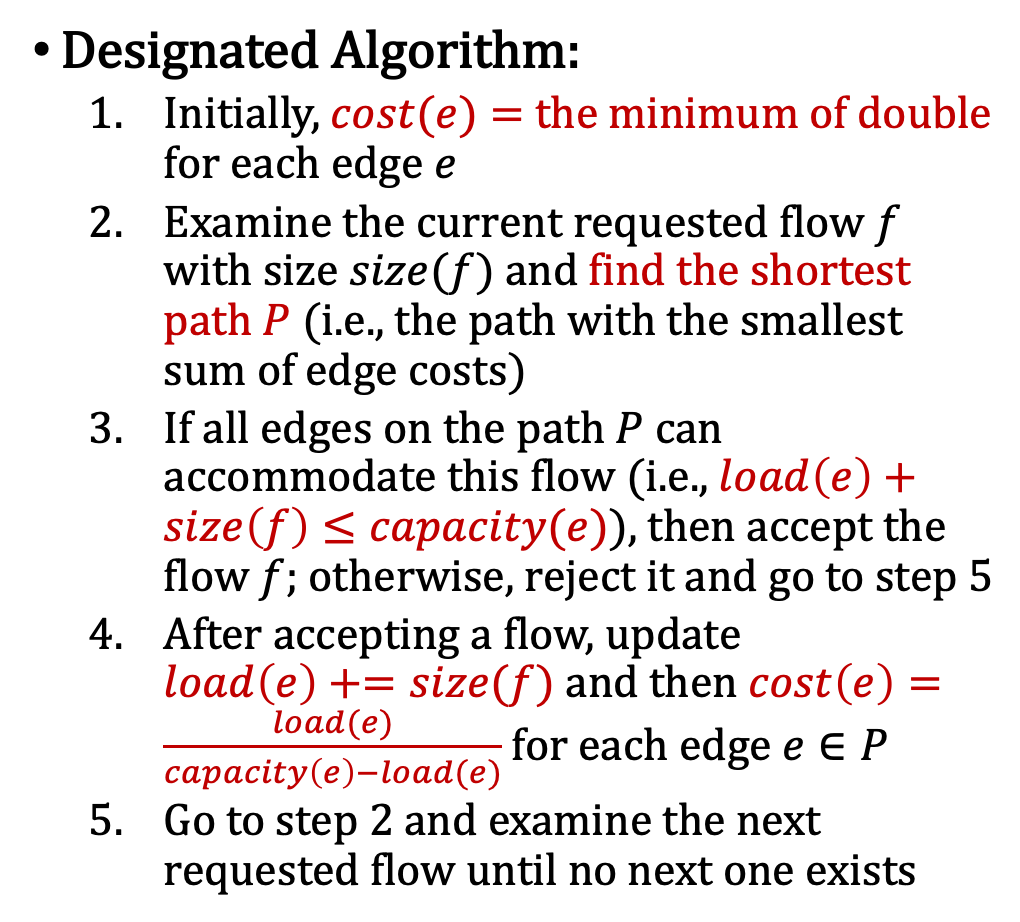 • Designated Algorithm:
1. Initially, cost(e) = the minimum of double
for each edge e
2. Examine the current requested flow f
with size size(f) and find the shortest
path P (i.e., the path with the smallest
sum of edge costs)
3. If all edges on the path P can
accommodate this flow (i.e., load(e) +
size(f) ≤ capacity(e)), then accept the
flow f; otherwise, reject it and go to step 5
4. After accepting a flow, update
load(e) += size(f) and then cost(e) =
load(e)
capacity(e)−load(e) for each edge e ∈ P
5. Go to step 2 and examine the next
requested flow until no next one exists